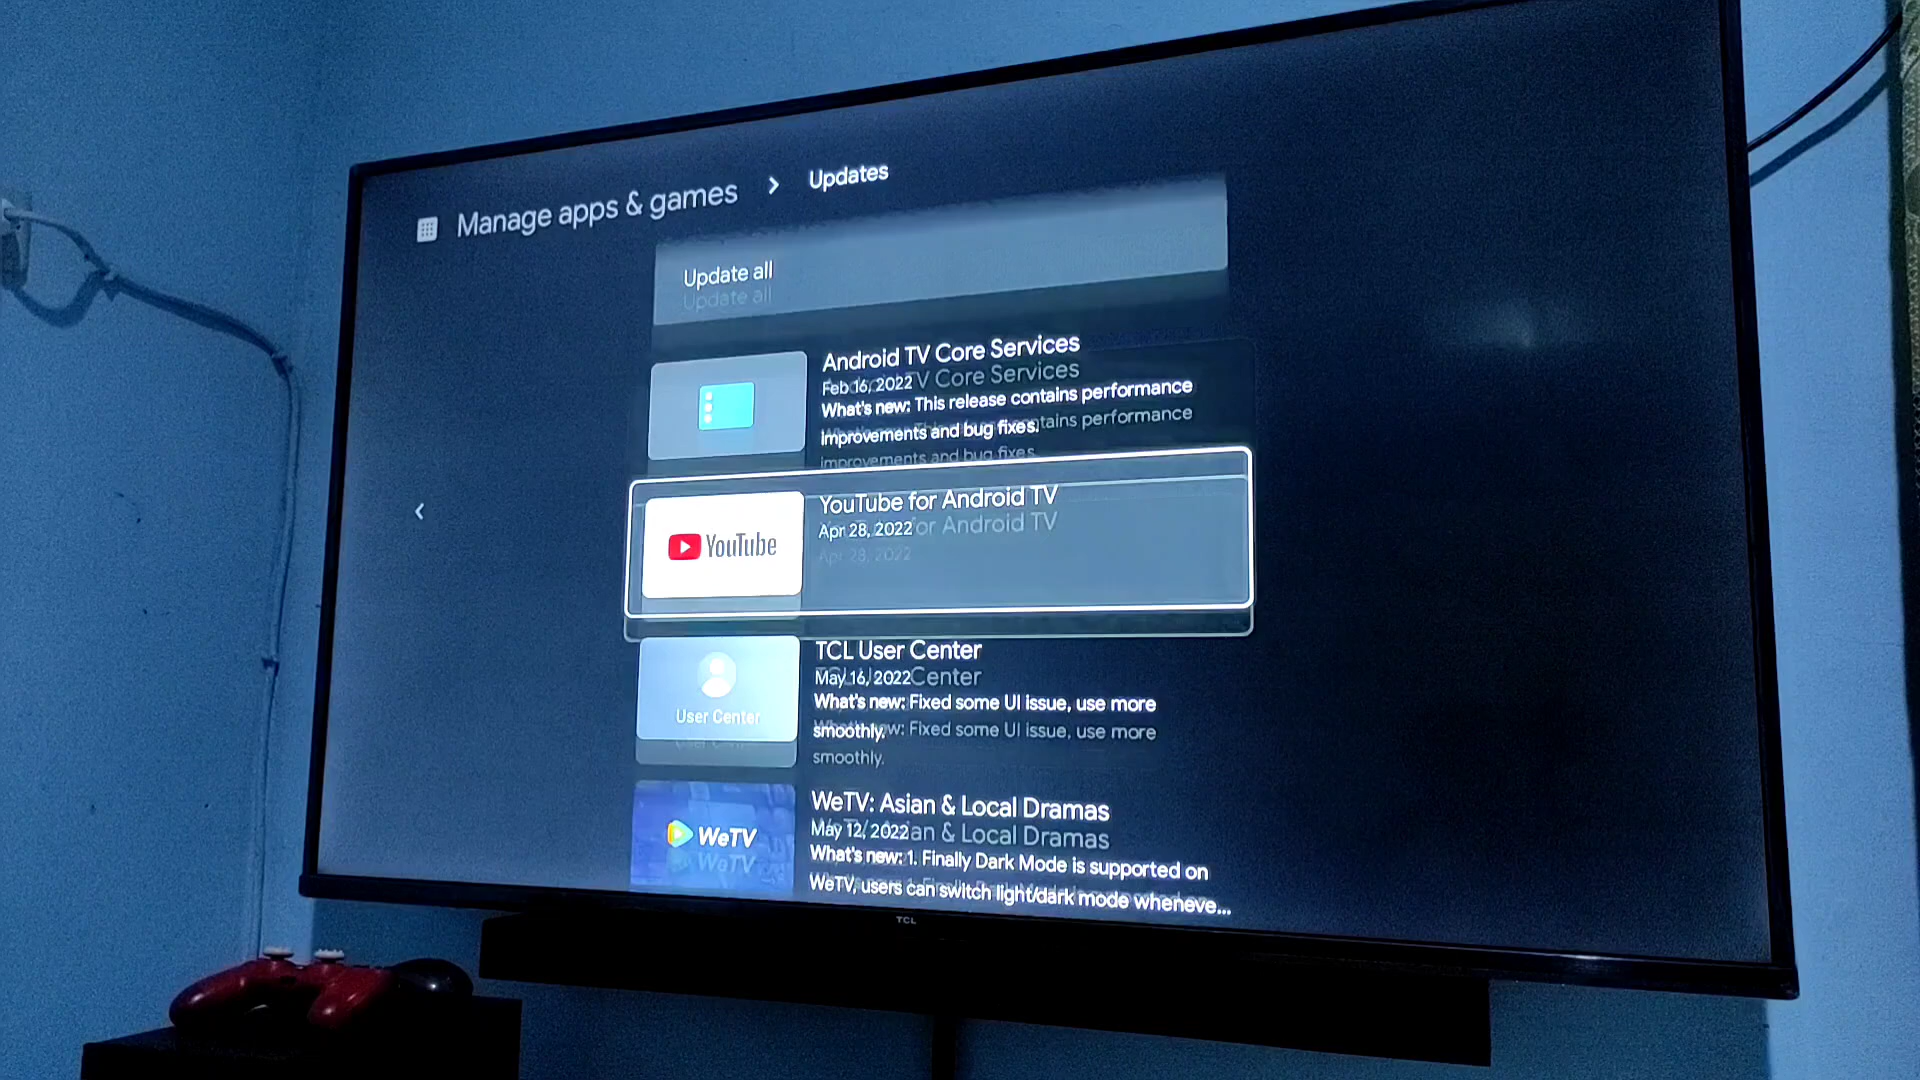 Manage apps & games > Updates
Update all
Android TV Core Services
Feb 16, 2022
What's new: This release contains performance
improvements and bug fixes.
YouTube
YouTube for Android TV
Apr 28, 2022
User Center
TCL User Center
May 16, 2022
What's new: Fixed some UI issue, use more
smoothly.
WeTV
WeTV: Asian & Local Dramas
May 12, 2022
What's new: 1. Finally Dark Mode is supported on
WeTV, users can switch light/dark mode wheneve...
TCL